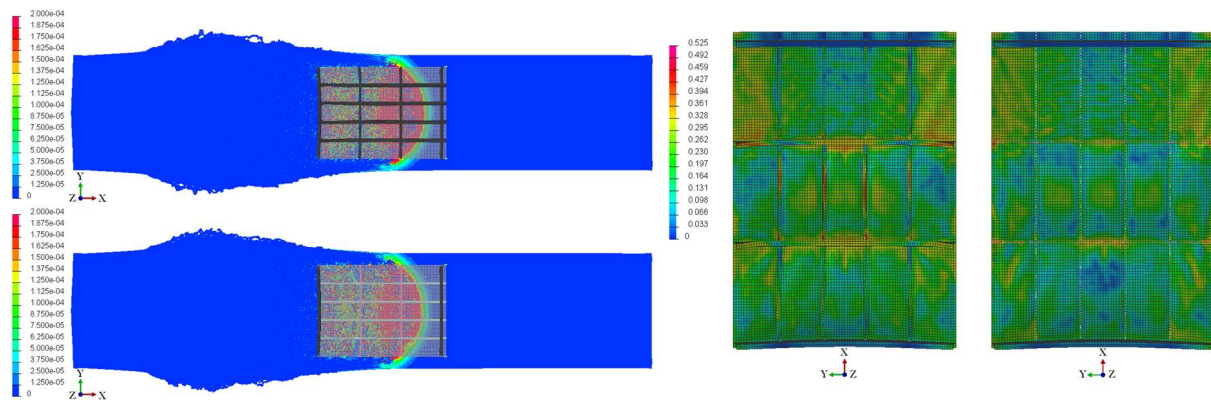 2.000e-04
1.875e-04
1.750e-04
1.625e-04
1.500e-04
1.375e-04
1.250e-04
1.125e-04
1.000e-04
8.750e-05
7.500e-05
6.250e-05
5.000e-05
3.750e-05
2.500e-05
1.250e-05
0
Y
Z
X
2.000e-04
1.875e-04
1.750e-04
1.625e-04
1.500e-04
1.375e-04
1.250e-04
1.125e-04
1.000e-04
8.750e-05
7.500e-05
6.250e-05
5.000e-05
3.750e-05
2.500e-05
1.250e-05
0
Y
Z
X
0.525
0.492
0.459
0.427
0.394
0.361
0.328
0.295
0.262
0.230
0.197
0.164
0.131
0.098
0.066
0.033
0
X
Y
Z
X
Y
Z